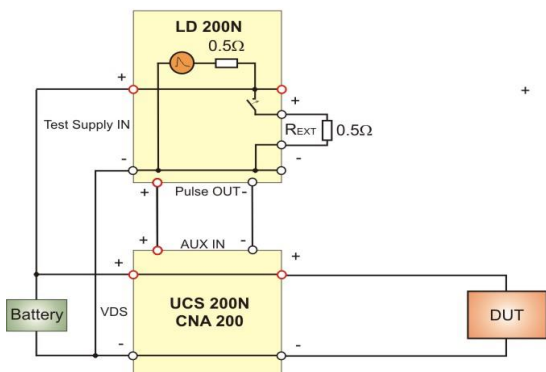 LD 200N
0.5Ω
+
+
+
Test Supply IN
REXT
0.5Ω
-
-
+
Pulse OUT
-
+
AUX IN
-
+
+
Battery
VDS
UCS 200N
CNA 200
DUT
-
-